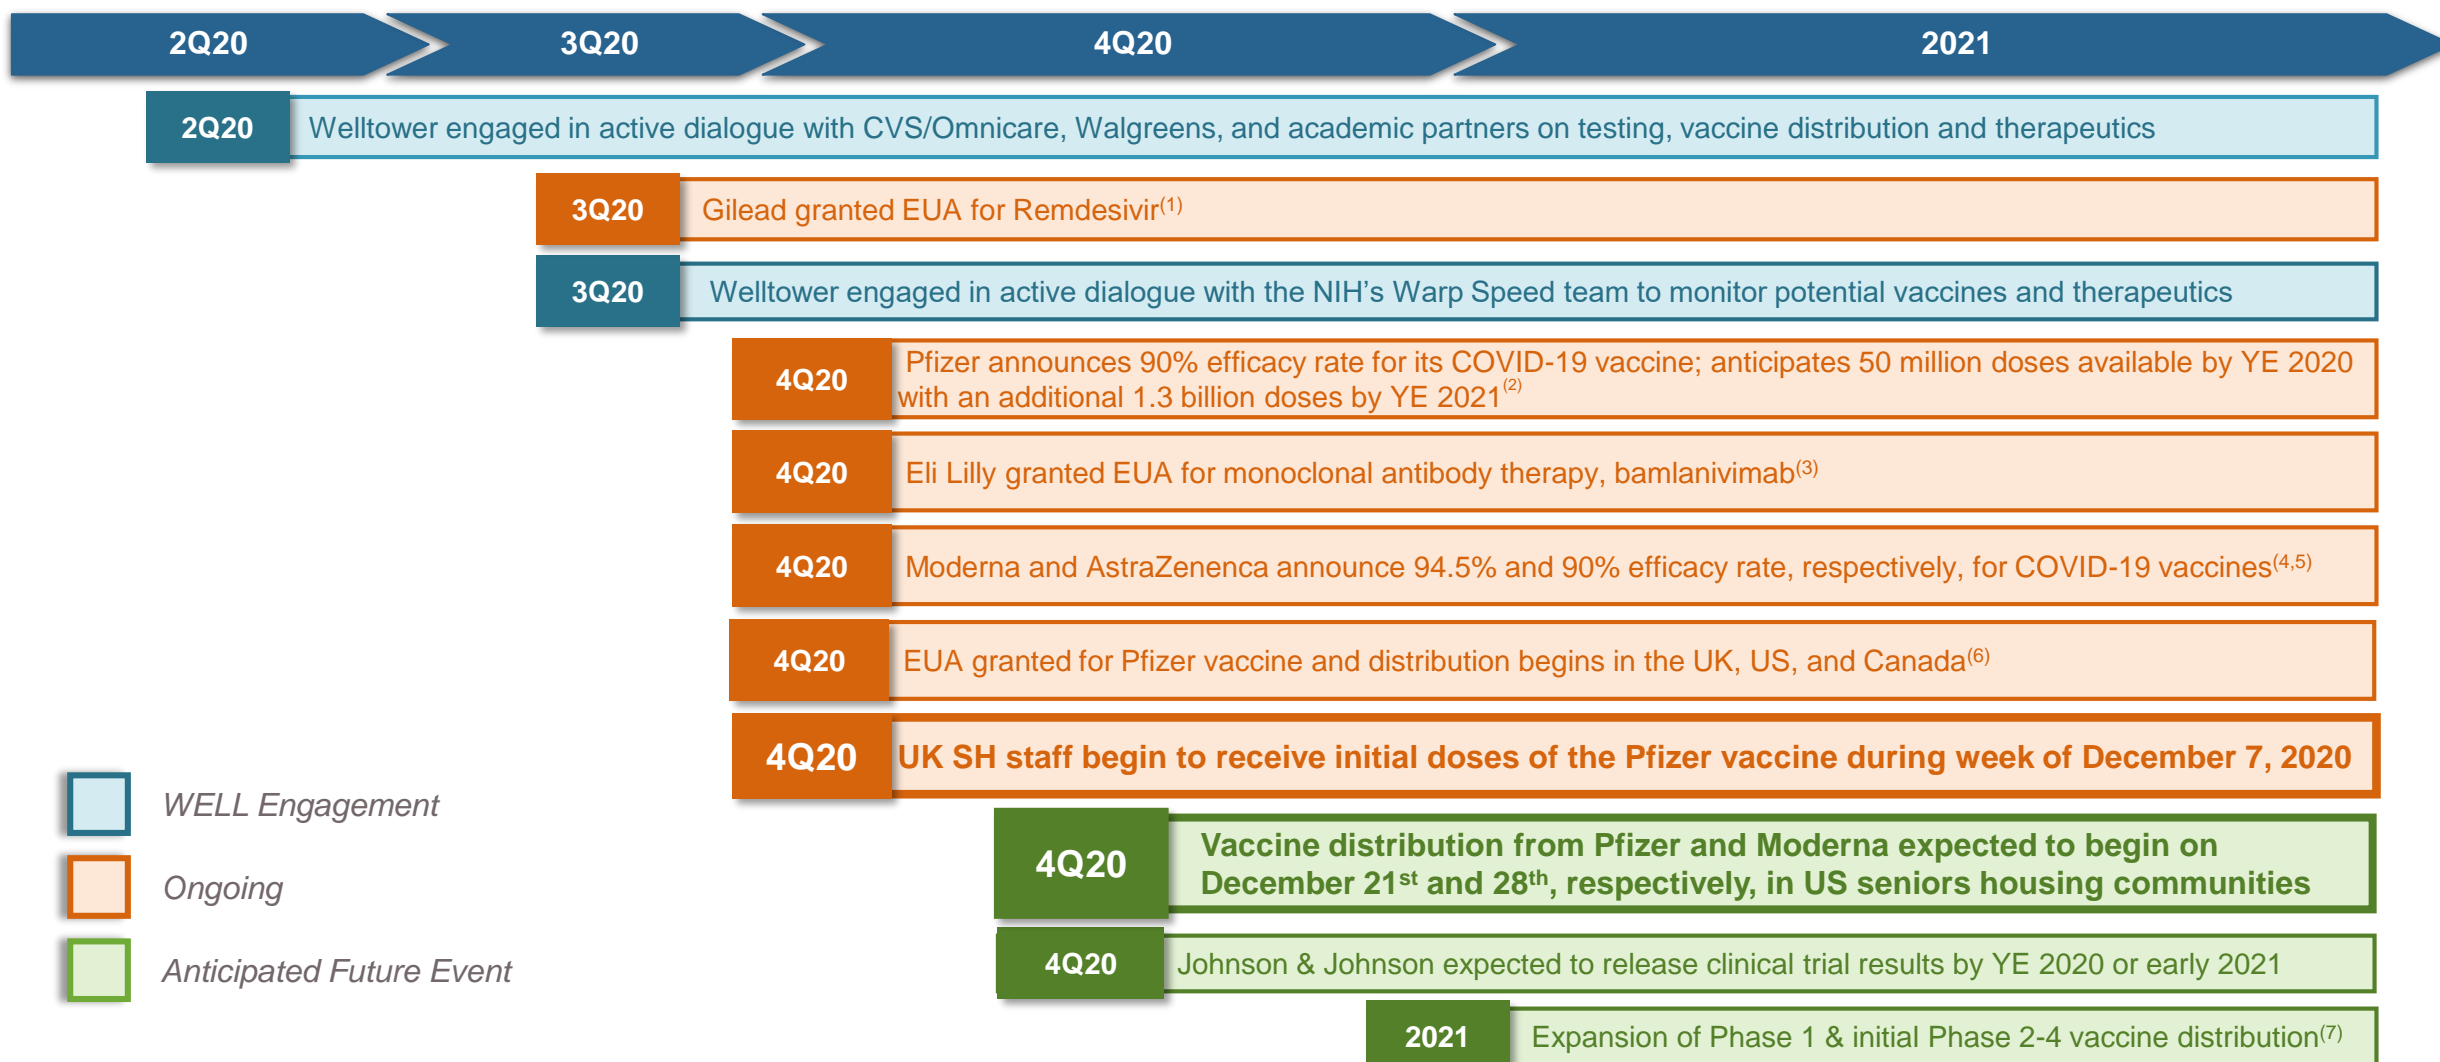 2Q20
3Q20
4Q20
2021
2Q20
Welltower engaged in active dialogue with CVS/Omnicare, Walgreens, and academic partners on testing, vaccine distribution and therapeutics
3Q20
Gilead granted EUA for Remdesivir(1)
3Q20
Welltower engaged in active dialogue with the NIH’s Warp Speed team to monitor potential vaccines and therapeutics
4Q20
Pfizer announces 90% efficacy rate for its COVID-19 vaccine; anticipates 50 million doses available by YE 2020
with an additional 1.3 billion doses by YE 2021(2)
4Q20
Eli Lilly granted EUA for monoclonal antibody therapy, bamlanivimab(3)
4Q20
Moderna and AstraZenenca announce 94.5% and 90% efficacy rate, respectively, for COVID-19 vaccines(4,5)
4Q20
EUA granted for Pfizer vaccine and distribution begins in the UK, US, and Canada(6)
4Q20
UK SH staff begin to receive initial doses of the Pfizer vaccine during week of December 7, 2020
4Q20
Vaccine distribution from Pfizer and Moderna expected to begin on
December 21st and 28th, respectively, in US seniors housing communities
4Q20
Johnson & Johnson expected to release clinical trial results by YE 2020 or early 2021
2021
Expansion of Phase 1 & initial Phase 2-4 vaccine distribution(7)
WELL Engagement
Ongoing
Anticipated Future Event